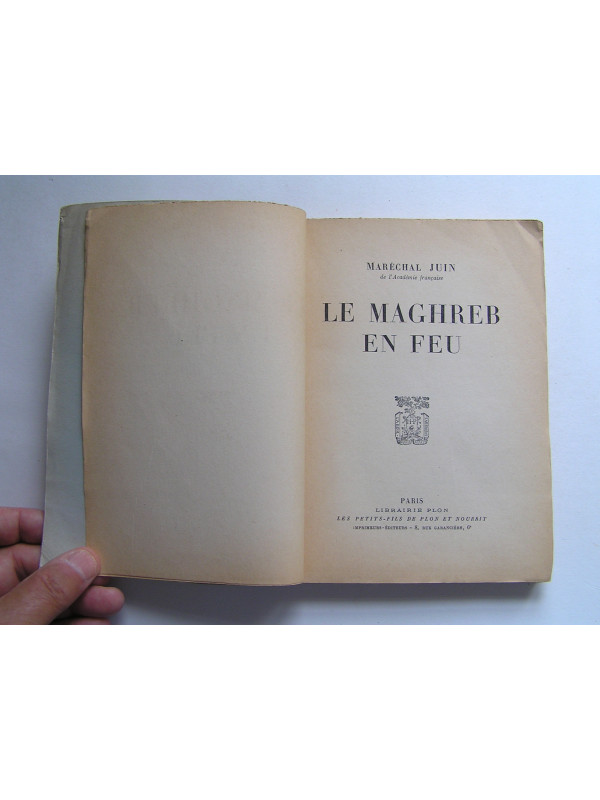 MARÉCHAL JUIN
de l'Académie française
LE MAGHREB
EN FEU
PARIS
LIBRAIRIE PLON
LES PETITS-FILS DE PLON ET NOURRIT
IMPRIMEURS-ÉDITEURS - 8, RUE GARANCIÈRE, 6e